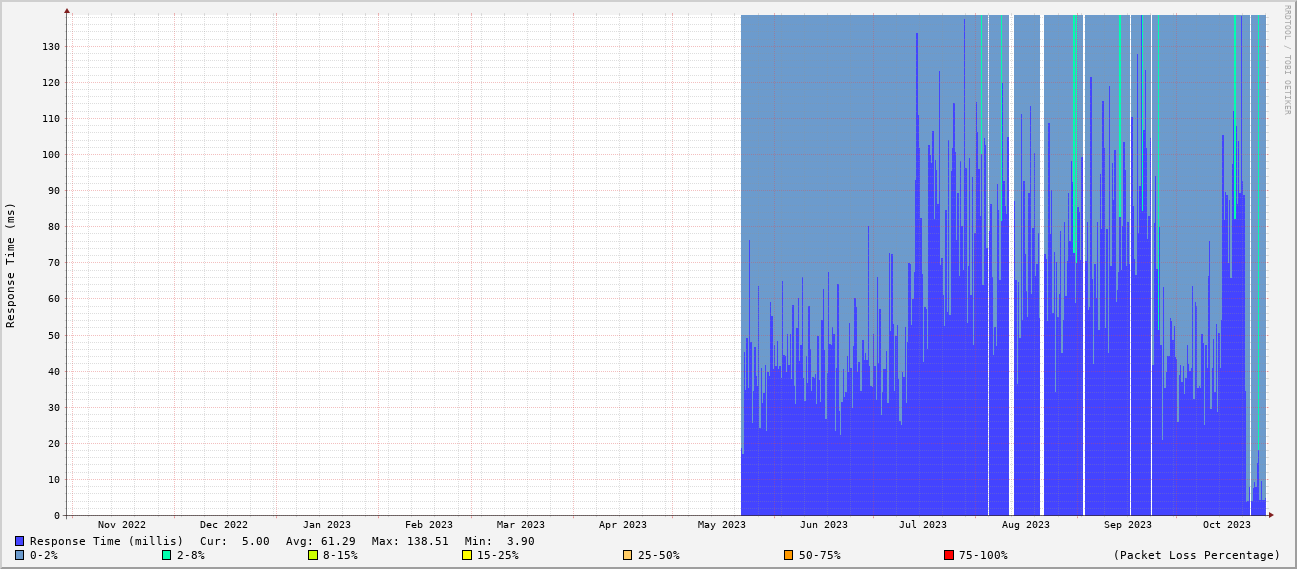 RRDTOOL / TOBI OETIKER
Response Time (ms)
130
120
110
100
90
80
70
60
50
40
30
20
10
0
Nov 2022 Dec 2022 Jan 2023 Feb 2023 Mar 2023 Apr 2023 May 2023 Jun 2023 Jul 2023 Aug 2023 Sep 2023 Oct 2023
Response Time (millis) Cur: 5.00 Avg: 61.29 Max: 138.51 Min: 3.90
0-2% 2-8% 8-15% 15-25% 25-50% 50-75% 75-100% (Packet Loss Percentage)